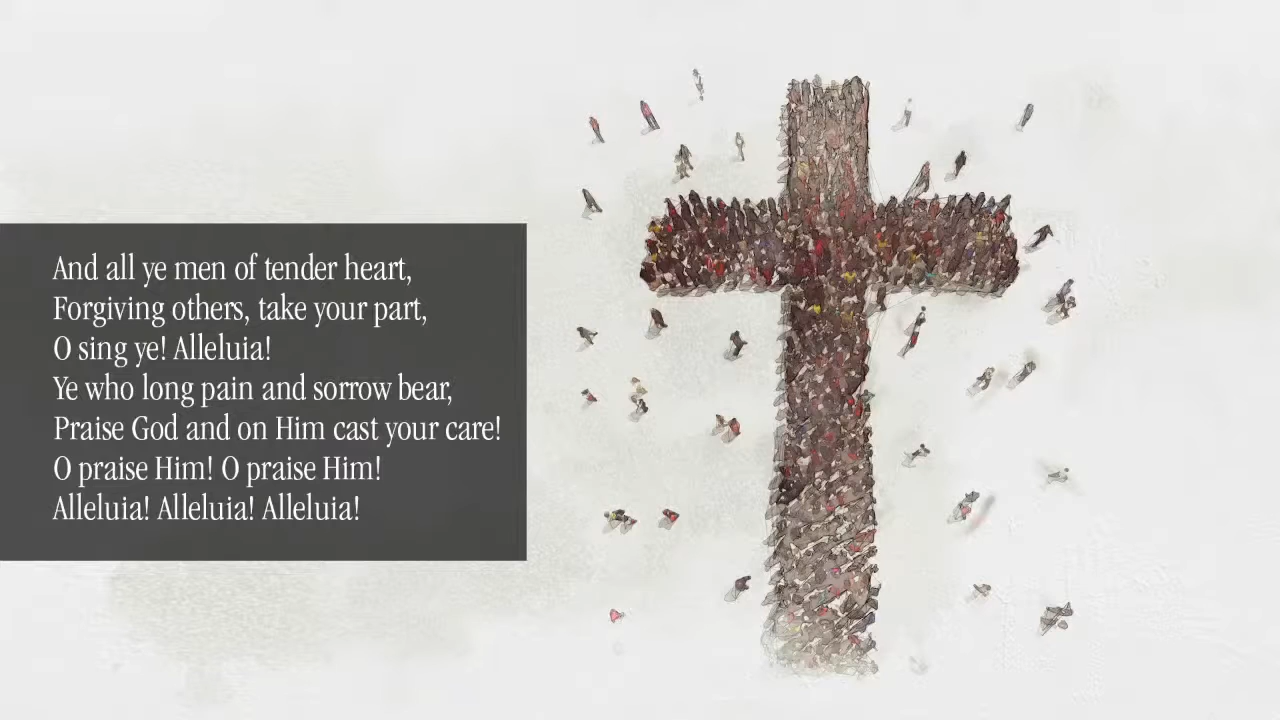 And all ye men of tender heart,
Forgiving others, take your part,
O sing ye! Alleluia!
Ye who long pain and sorrow bear,
Praise God and on Him cast your care!
O praise Him! O praise Him!
Alleluia! Alleluia! Alleluia!